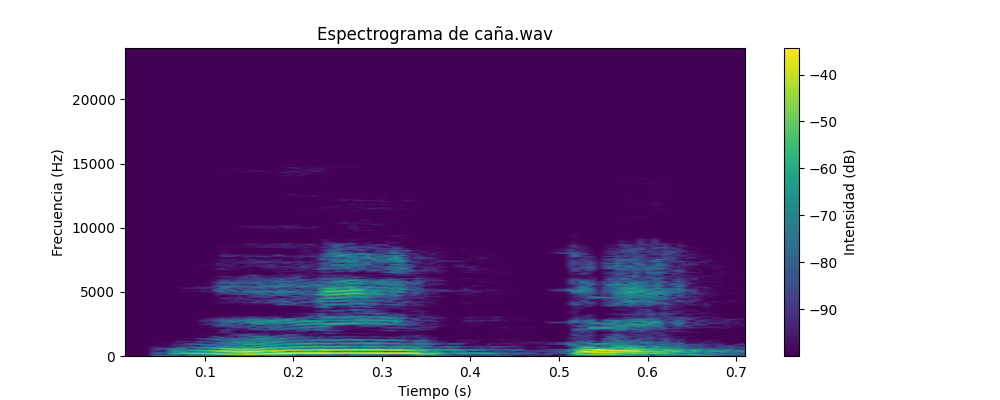 Espectrograma de caña.wav
Frecuencia (Hz)
20000
15000
10000
5000
0
0.1 0.2 0.3 0.4 0.5 0.6 0.7
Tiempo (s)
−40
−50
−60
−70
−80
−90
Intensidad (dB)